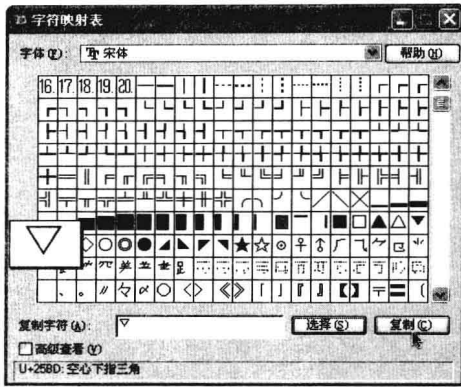 字符映射表
字体(F): 宋体 帮助(H)
16. 17. 18. 19. 20.
复制字符(A): ▽ 选择(S) 复制(C)
高级查看(V)
U+25BD: 空心下指三角